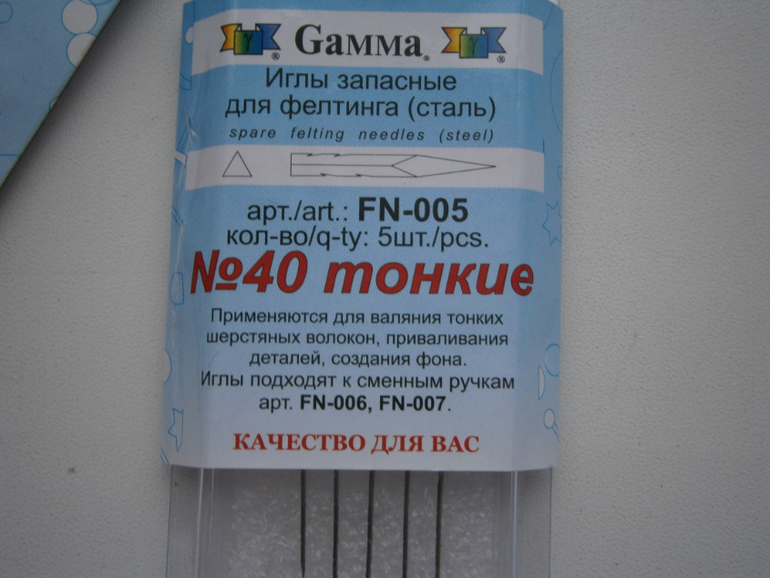 Gамма®
Иглы запасные
для фелтинга (сталь)
spare felting needles (steel)
арт./art.: FN-005
кол-во/q-ty: 5шт./pcs.
№40 тонкие
Применяются для валяния тонких
шерстяных волокон, приваливания
деталей, создания фона.
Иглы подходят к сменным ручкам
арт. FN-006, FN-007.
КАЧЕСТВО ДЛЯ ВАС